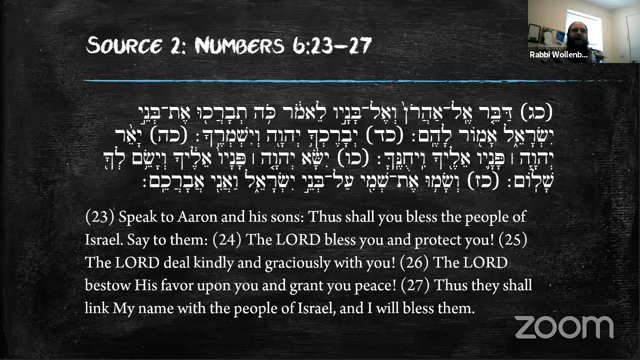 Source 2: Numbers 6:23–27
Rabbi Wollenb...
(כג) דַּבֵּ֤ר אֶֽל־אַהֲרֹן֙ וְאֶל־בָּנָ֣יו לֵאמֹ֔ר כֹּ֥ה תְבָרְכ֖וּ אֶת־בְּנֵ֣י
יִשְׂרָאֵ֑ל אָמ֖וֹר לָהֶֽם׃ (כד) יְבָרֶכְךָ֥ יְהוָ֖ה וְיִשְׁמְרֶֽךָ׃ (כה) יָאֵ֨ר
יְהוָ֧ה ׀ פָּנָ֛יו אֵלֶ֖יךָ וִֽיחֻנֶּֽךָּ׃ (כו) יִשָּׂ֨א יְהוָ֤ה ׀ פָּנָיו֙ אֵלֶ֔יךָ וְיָשֵׂ֥ם לְךָ֖
שָׁלֽוֹם׃ (כז) וְשָׂמ֥וּ אֶת־שְׁמִ֖י עַל־בְּנֵ֣י יִשְׂרָאֵ֑ל וַאֲנִ֖י אֲבָרְכֵֽם׃
(23) Speak to Aaron and his sons: Thus shall you bless the people of
Israel. Say to them: (24) The LORD bless you and protect you! (25)
The LORD deal kindly and graciously with you! (26) The LORD
bestow His favor upon you and grant you peace! (27) Thus they shall
link My name with the people of Israel, and I will bless them.
zoom